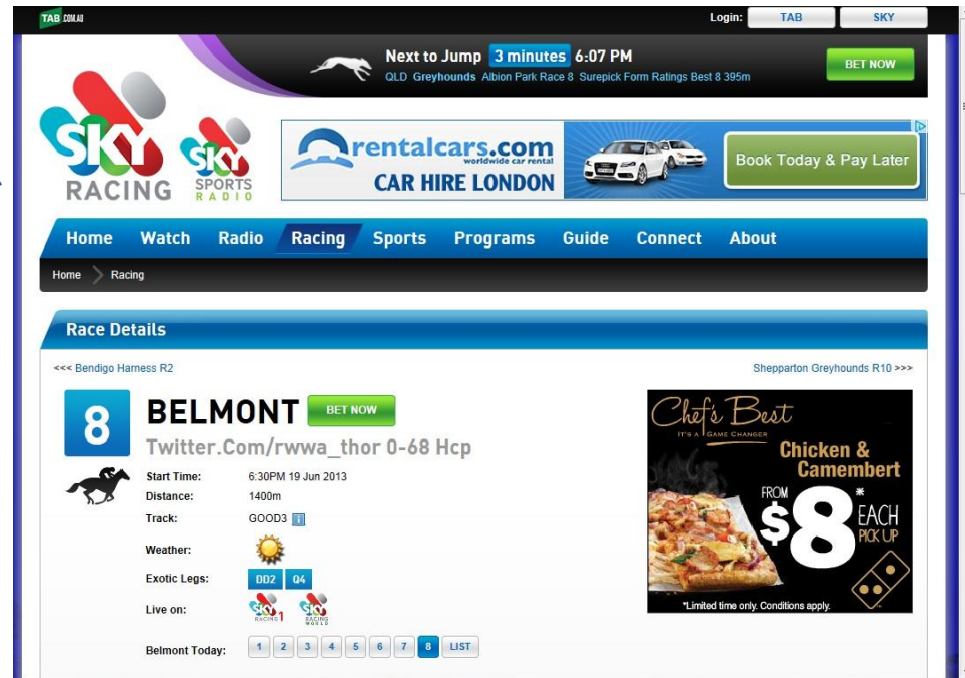 TAB.COM.AU
Login: TAB SKY
Next to Jump 3 minutes 6:07 PM
QLD Greyhounds Albion Park Race 8 Surepick Form Ratings Best 8 395m
BET NOW
SKY
RACING
SKY
SPORTS
RADIO
rentalcars.com
worldwide car rental
CAR HIRE LONDON
Book Today & Pay Later
Home Watch Radio Racing Sports Programs Guide Connect About
Home Racing
Race Details
<<< Bendigo Harness R2
Shepparton Greyhounds R10 >>>
8
BELMONT BET NOW
Twitter.Com/rwwa_thor 0-68 Hcp
Start Time: 6:30PM 19 Jun 2013
Distance: 1400m
Track: GOOD3 i
Weather:
Exotic Legs: DD2 Q4
Live on: SKY RACING 1 SKY RACING WORLD
Belmont Today: 1 2 3 4 5 6 7 8 LIST
Chef's Best
IT'S A GAME CHANGER
Chicken &
Camembert
FROM
$8* EACH
PICK UP
*Limited time only. Conditions apply.